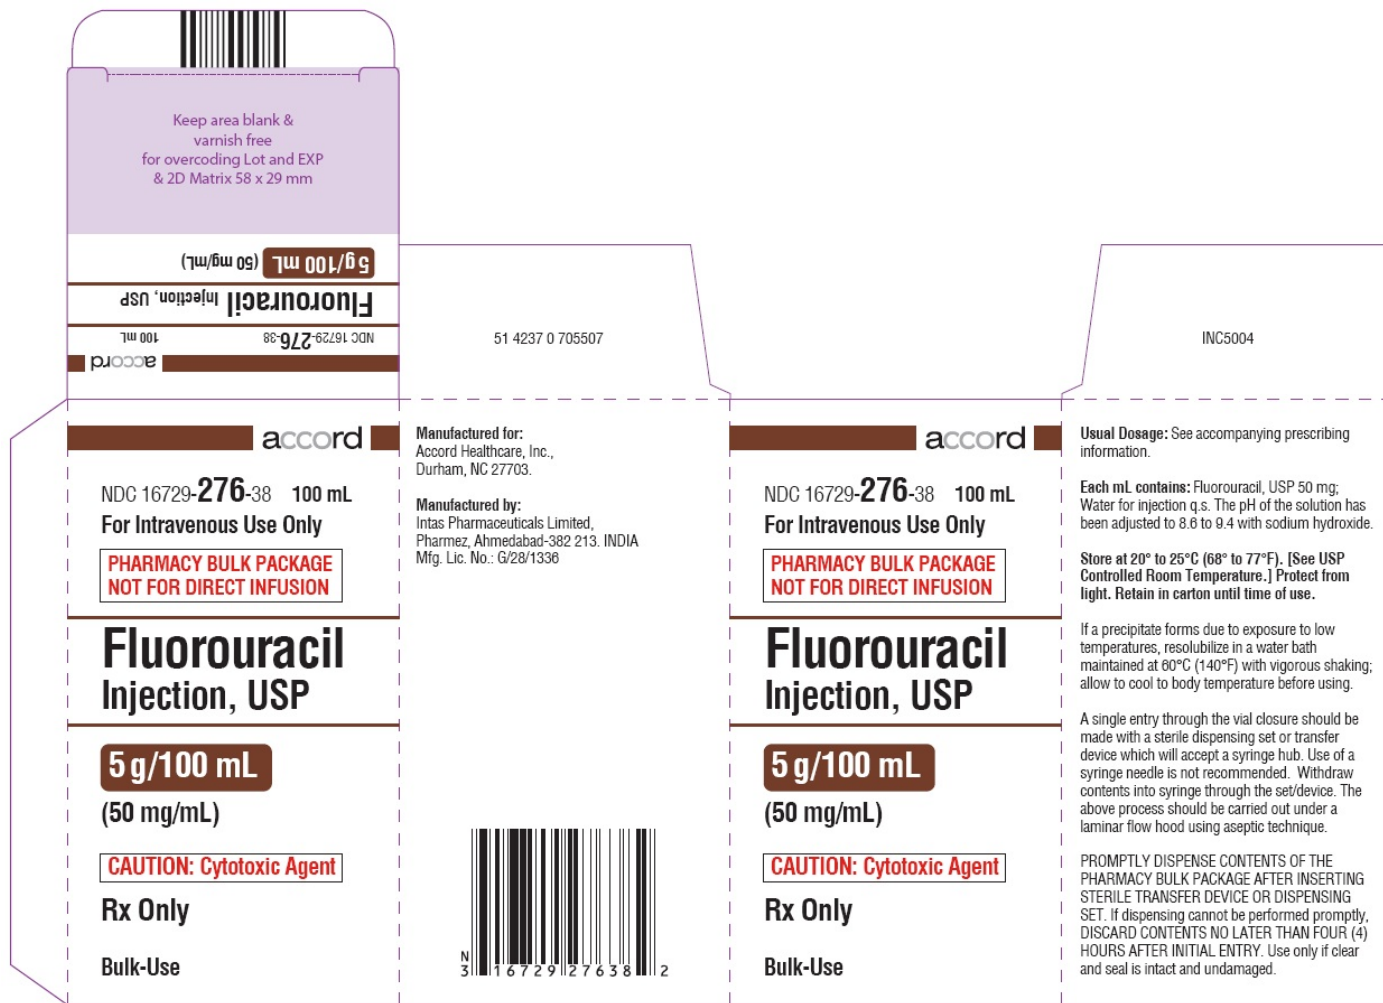 Keep area blank &
varnish free
for overcoding Lot and EXP
& 2D Matrix 58 x 29 mm
5 g/100 mL (50 mg/mL)
Fluorouracil Injection, USP
NDC 16729-276-38 100 mL
accord
51 4237 0 705507
INC5004
accord
NDC 16729-276-38 100 mL
For Intravenous Use Only
PHARMACY BULK PACKAGE
NOT FOR DIRECT INFUSION
Fluorouracil
Injection, USP
5 g/100 mL
(50 mg/mL)
CAUTION: Cytotoxic Agent
Rx Only
Bulk-Use
Manufactured for:
Accord Healthcare, Inc.,
Durham, NC 27703.
Manufactured by:
Intas Pharmaceuticals Limited,
Pharmez, Ahmedabad-382 213. INDIA
Mfg. Lic. No.: G/28/1336
N
3 16729 27638 2
accord
NDC 16729-276-38 100 mL
For Intravenous Use Only
PHARMACY BULK PACKAGE
NOT FOR DIRECT INFUSION
Fluorouracil
Injection, USP
5 g/100 mL
(50 mg/mL)
CAUTION: Cytotoxic Agent
Rx Only
Bulk-Use
Usual Dosage: See accompanying prescribing
information.
Each mL contains: Fluorouracil, USP 50 mg;
Water for injection q.s. The pH of the solution has
been adjusted to 8.6 to 9.4 with sodium hydroxide.
Store at 20° to 25°C (68° to 77°F). [See USP
Controlled Room Temperature.] Protect from
light. Retain in carton until time of use.
If a precipitate forms due to exposure to low
temperatures, resolubilize in a water bath
maintained at 60°C (140°F) with vigorous shaking;
allow to cool to body temperature before using.
A single entry through the vial closure should be
made with a sterile dispensing set or transfer
device which will accept a syringe hub. Use of a
syringe needle is not recommended. Withdraw
contents into syringe through the set/device. The
above process should be carried out under a
laminar flow hood using aseptic technique.
PROMPTLY DISPENSE CONTENTS OF THE
PHARMACY BULK PACKAGE AFTER INSERTING
STERILE TRANSFER DEVICE OR DISPENSING
SET. If dispensing cannot be performed promptly,
DISCARD CONTENTS NO LATER THAN FOUR (4)
HOURS AFTER INITIAL ENTRY. Use only if clear
and seal is intact and undamaged.